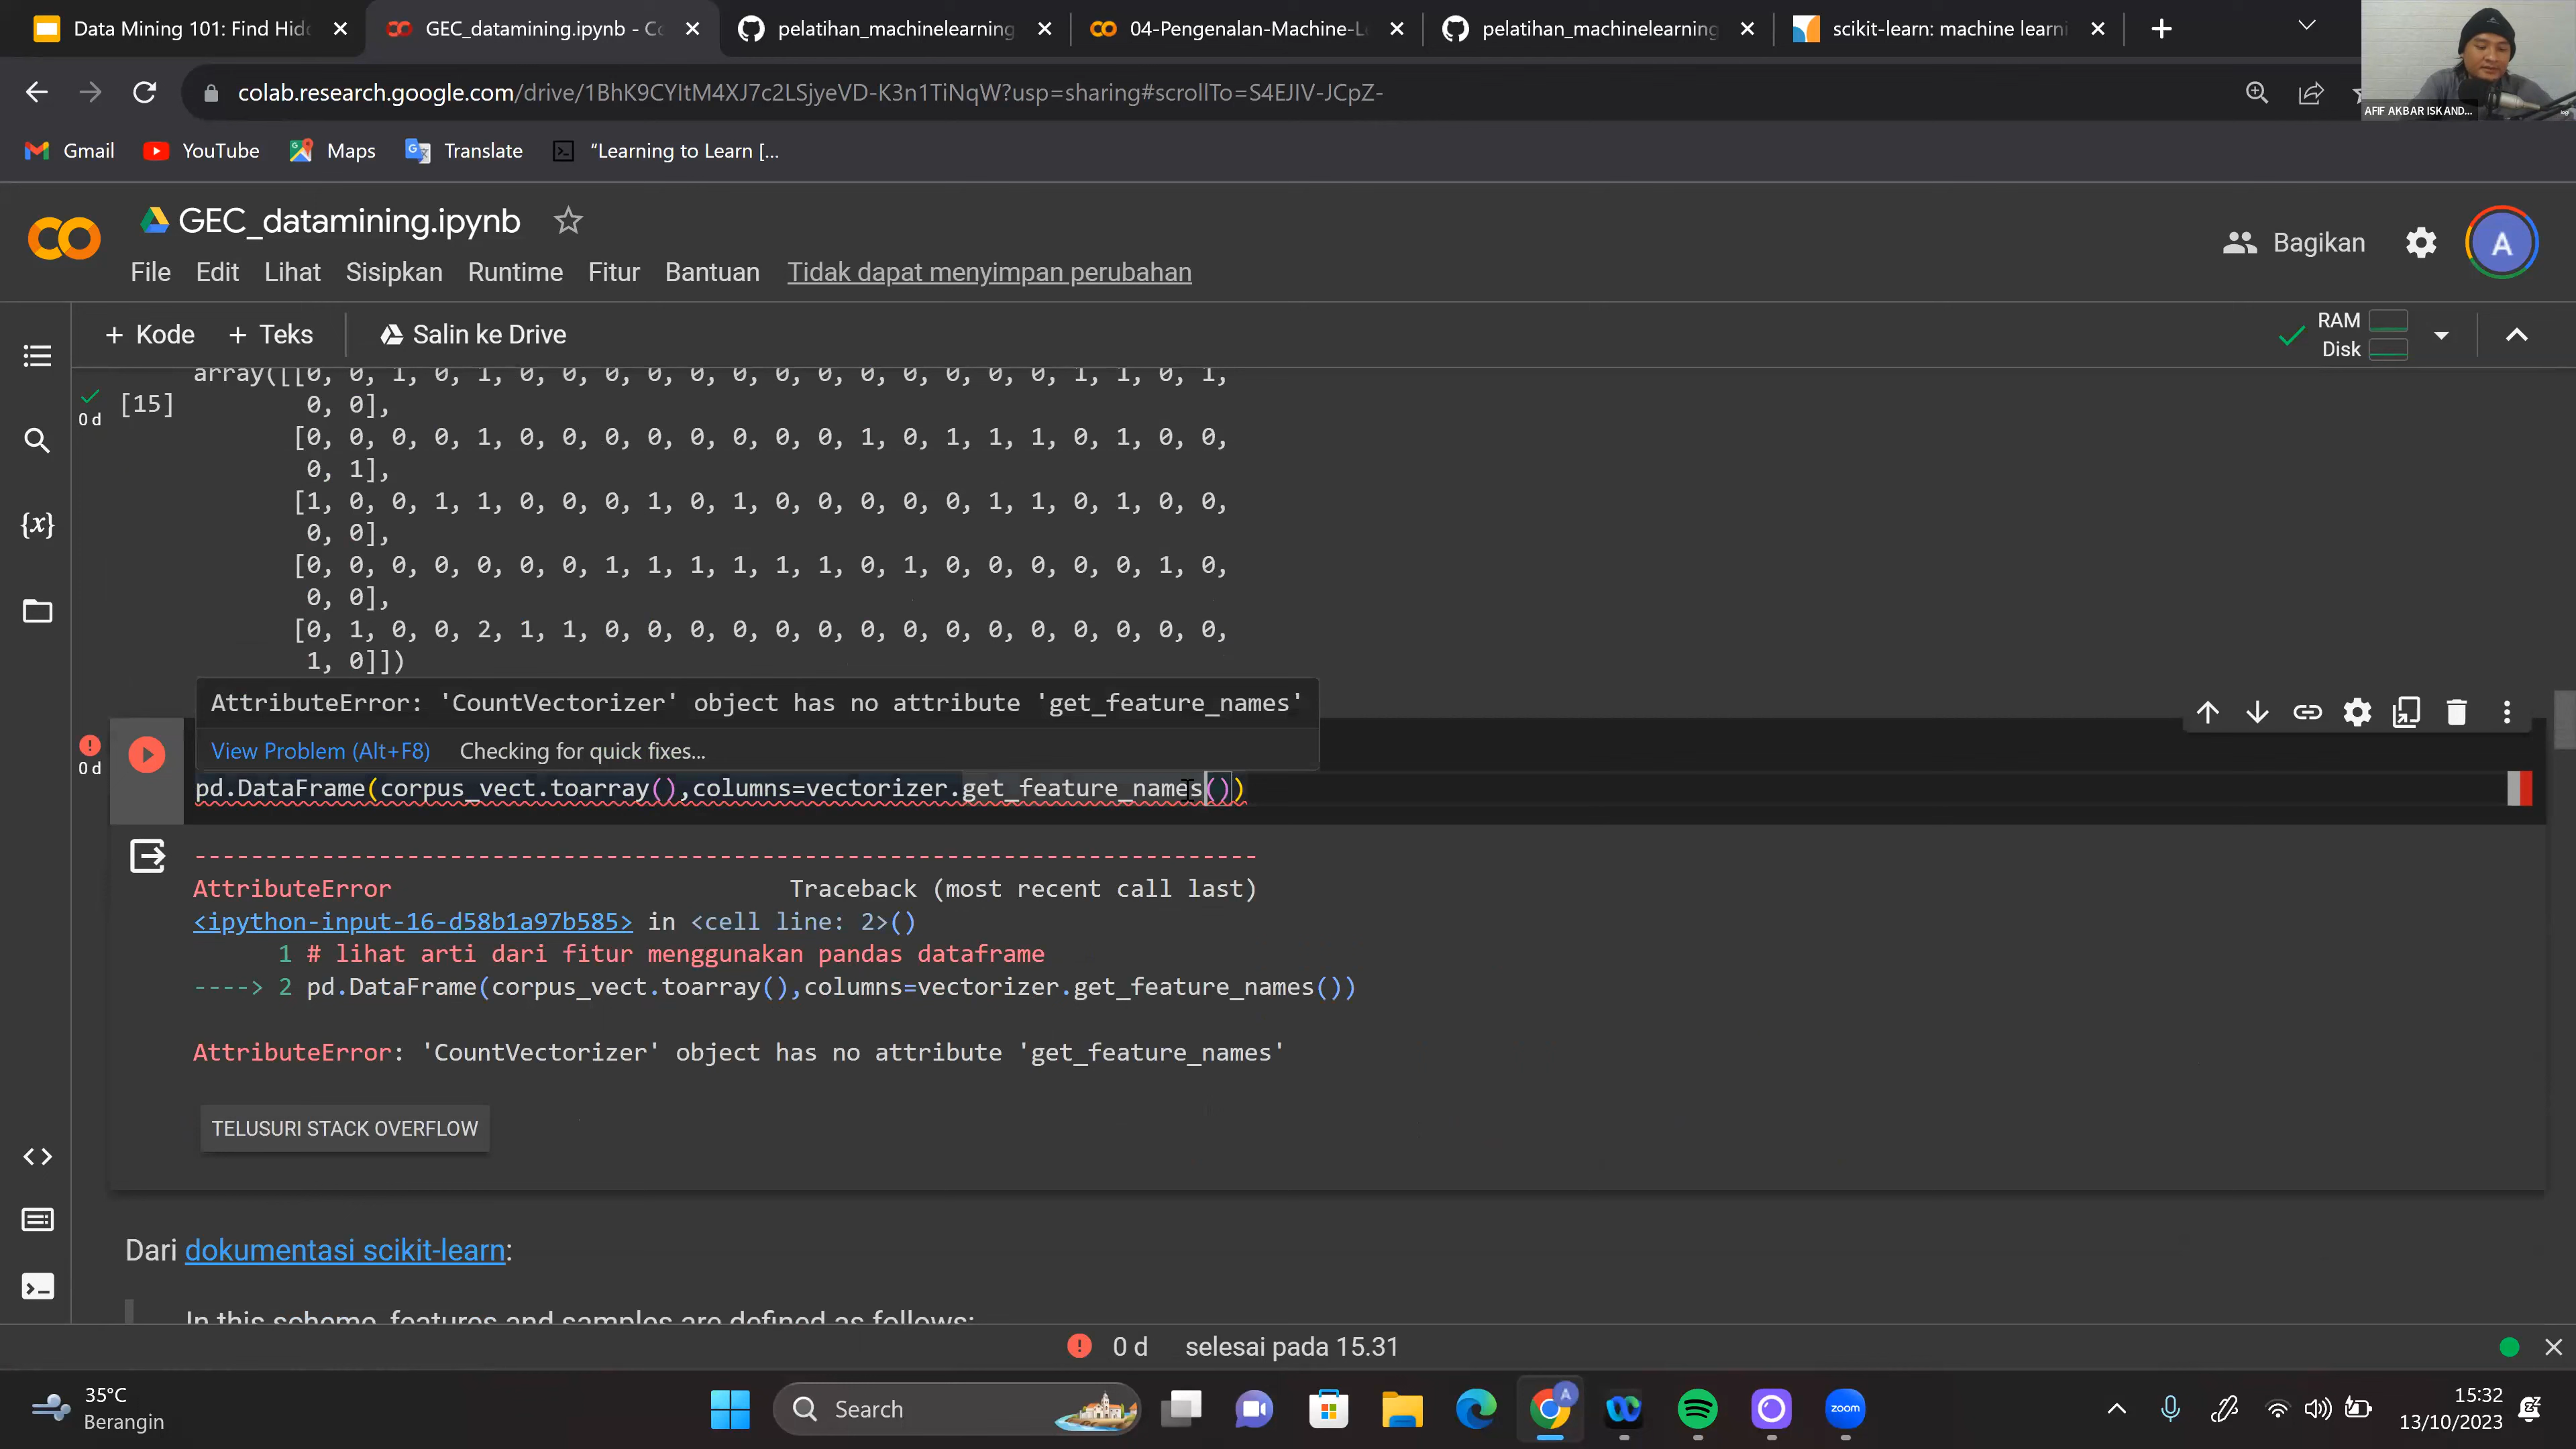 Data Mining 101: Find Hid
GEC_datamining.ipynb - Co
pelatihan_machinelearning
04-Pengenalan-Machine-Le
pelatihan_machinelearning
scikit-learn: machine learni
colab.research.google.com/drive/1BhK9CYItM4XJ7c2LSjyeVD-K3n1TiNqW?usp=sharing#scrollTo=S4EJIV-JCpZ-
AFIF AKBAR ISKAND...
Gmail
YouTube
Maps
Translate
"Learning to Learn [...
GEC_datamining.ipynb
Bagikan
A
File Edit Lihat Sisipkan Runtime Fitur Bantuan Tidak dapat menyimpan perubahan
+ Kode + Teks Salin ke Drive
RAM
Disk
0 d
[15]
array([[0, 0, 1, 0, 1, 0, 0, 0, 0, 0, 0, 0, 0, 0, 0, 0, 0, 0, 1, 1, 0, 1,
0, 0],
[0, 0, 0, 0, 1, 0, 0, 0, 0, 0, 0, 0, 0, 1, 0, 1, 1, 1, 0, 1, 0, 0,
0, 1],
[1, 0, 0, 1, 1, 0, 0, 0, 1, 0, 1, 0, 0, 0, 0, 0, 1, 1, 0, 1, 0, 0,
0, 0],
[0, 0, 0, 0, 0, 0, 0, 1, 1, 1, 1, 1, 1, 0, 1, 0, 0, 0, 0, 0, 1, 0,
0, 0],
[0, 1, 0, 0, 2, 1, 1, 0, 0, 0, 0, 0, 0, 0, 0, 0, 0, 0, 0, 0, 0, 0,
1, 0]])
AttributeError: 'CountVectorizer' object has no attribute 'get_feature_names'
View Problem (Alt+F8) Checking for quick fixes...
0 d
pd.DataFrame(corpus_vect.toarray(),columns=vectorizer.get_feature_names())
---------------------------------------------------------------------------
AttributeError Traceback (most recent call last)
<ipython-input-16-d58b1a97b585> in <cell line: 2>()
1 # lihat arti dari fitur menggunakan pandas dataframe
----> 2 pd.DataFrame(corpus_vect.toarray(),columns=vectorizer.get_feature_names())
AttributeError: 'CountVectorizer' object has no attribute 'get_feature_names'
TELUSURI STACK OVERFLOW
Dari dokumentasi scikit-learn:
In this scheme, features and samples are defined as follows:
0 d selesai pada 15.31
35°C
Berangin
Search
zoom
15:32
13/10/2023